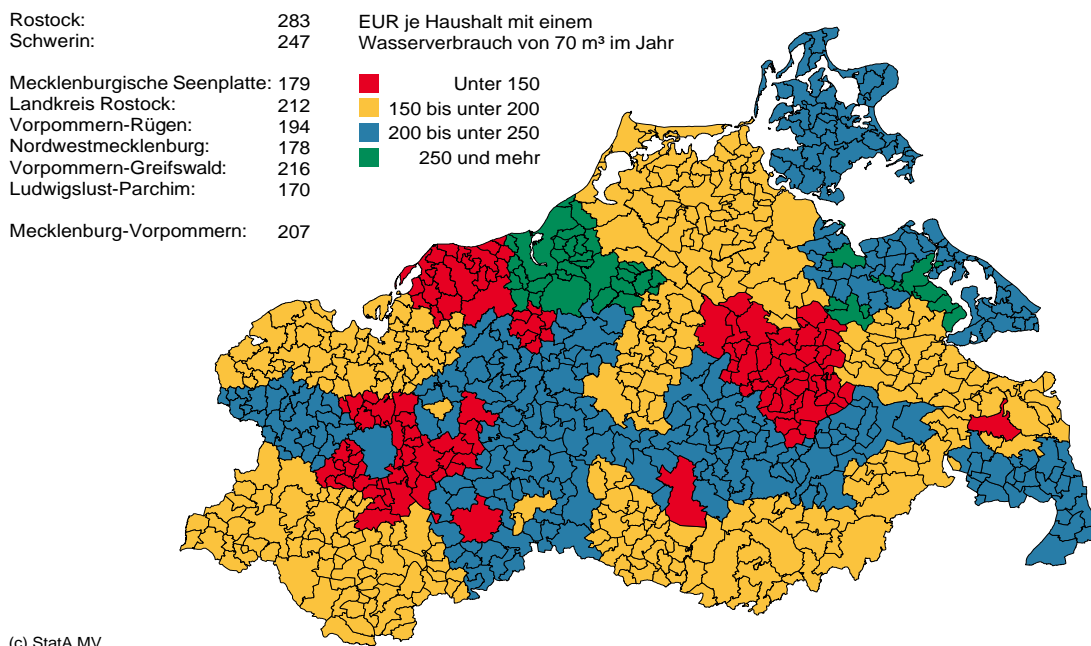 Rostock: 283
Schwerin: 247
Mecklenburgische Seenplatte: 179
Landkreis Rostock: 212
Vorpommern-Rügen: 194
Nordwestmecklenburg: 178
Vorpommern-Greifswald: 216
Ludwigslust-Parchim: 170
Mecklenburg-Vorpommern: 207
EUR je Haushalt mit einem
Wasserverbrauch von 70 m³ im Jahr
Unter 150
150 bis unter 200
200 bis unter 250
250 und mehr
(c) StatA MV